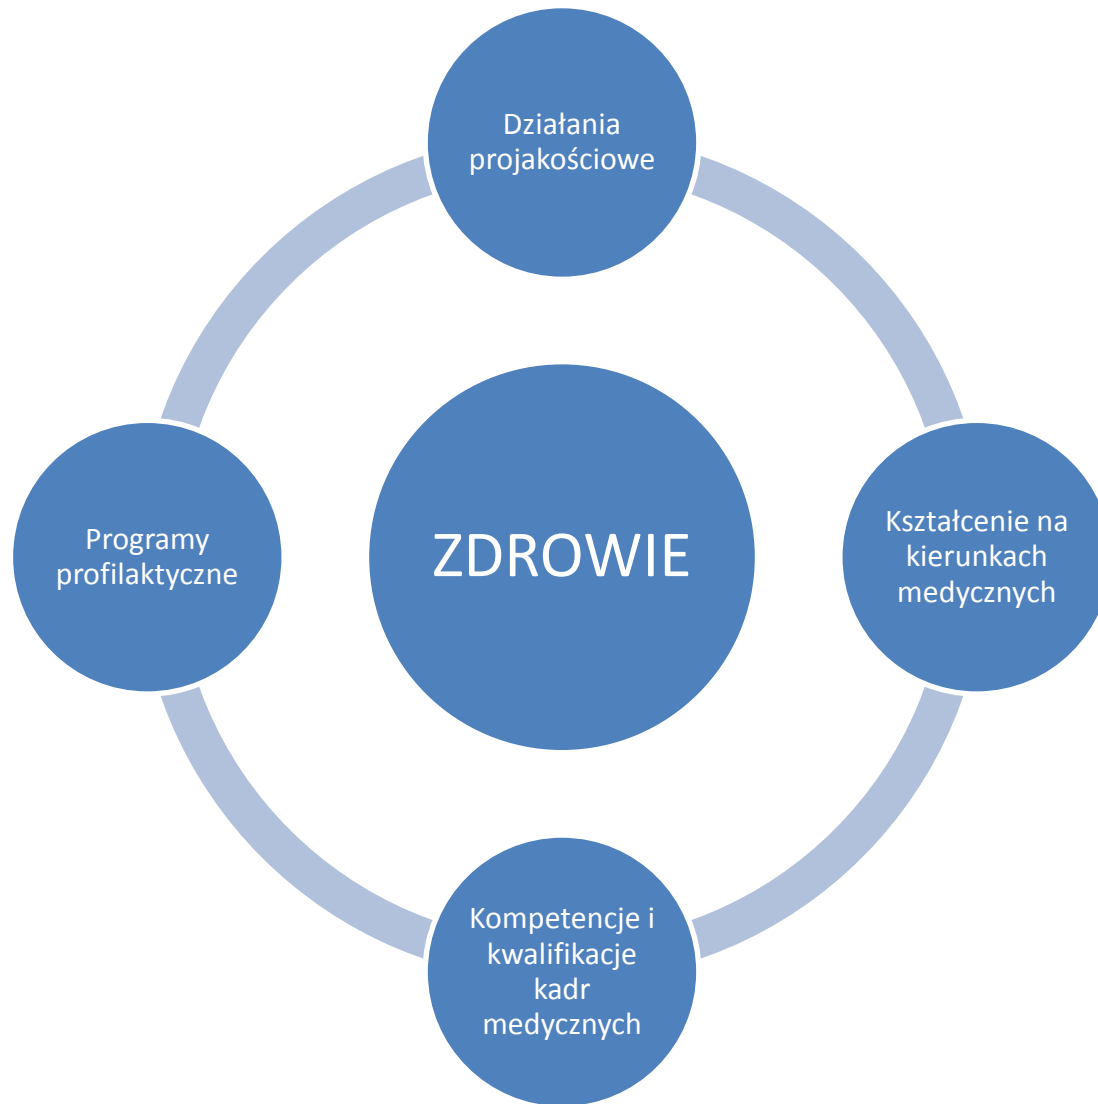 Działania
projakościowe
Programy
profilaktyczne
ZDROWIE
Kształcenie na
kierunkach
medycznych
Kompetencje i
kwalifikacje
kadr
medycznych